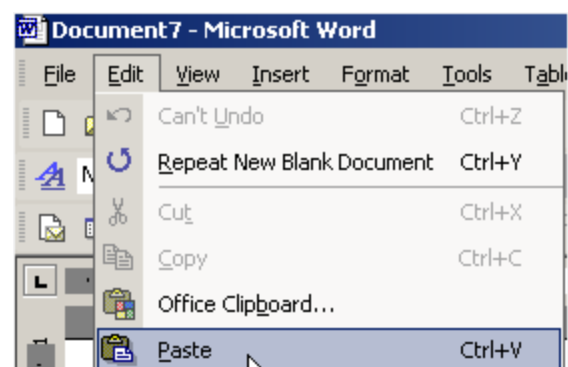 Document7 - Microsoft Word
File Edit View Insert Format Tools Tabl
Can't Undo Ctrl+Z
Repeat New Blank Document Ctrl+Y
Cut Ctrl+X
Copy Ctrl+C
Office Clipboard...
Paste Ctrl+V